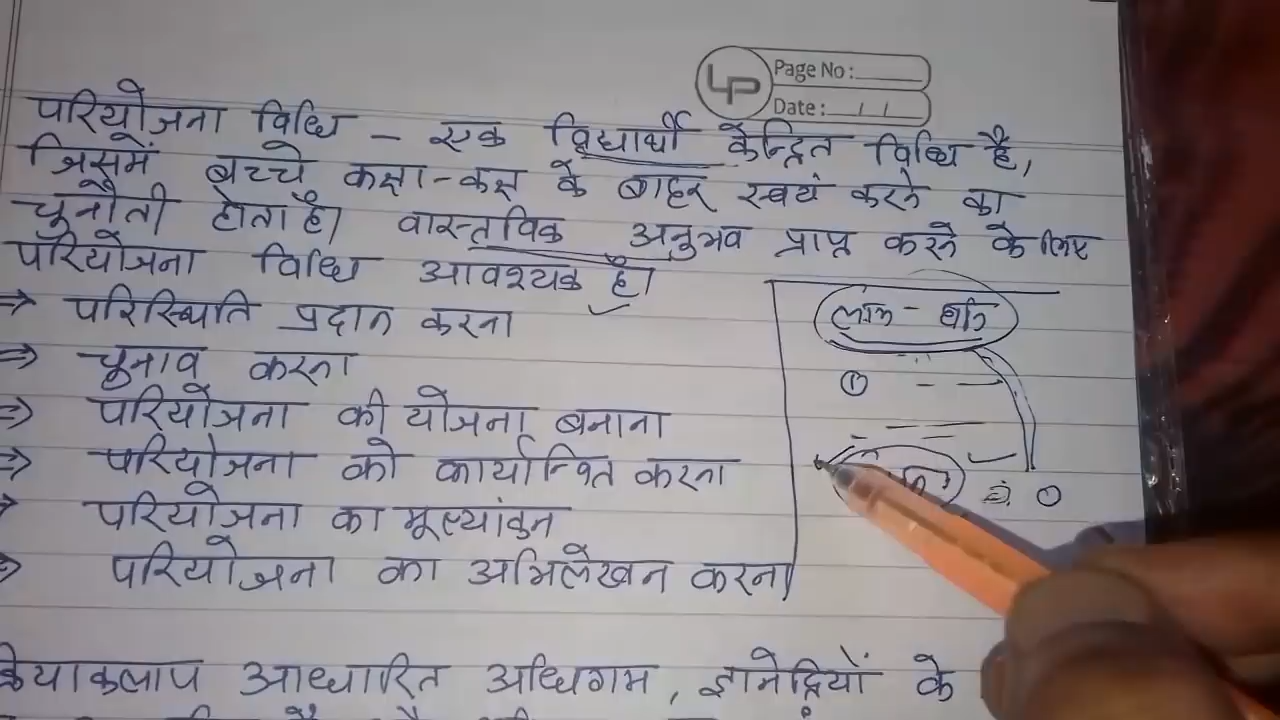 LP
Page No:
Date: / /
परियोजना विधि - एक विद्यार्थी केन्द्रित विधि है,
जिसमें बच्चे कक्षा-कक्ष के बाहर स्वयं करने का
चुनौती होता है। वास्तविक अनुभव प्राप्त करने के लिए
परियोजना विधि आवश्यक है।
⇒ परिस्थिति प्रदान करना
⇒ चुनाव करना
⇒ परियोजना की योजना बनाना
⇒ परियोजना को कार्यान्वित करना
⇒ परियोजना का मूल्यांकन
⇒ परियोजना का अभिलेखन करना
लाभ -
①
क्रियाकलाप आधारित अधिगम, ज्ञानेन्द्रियों के